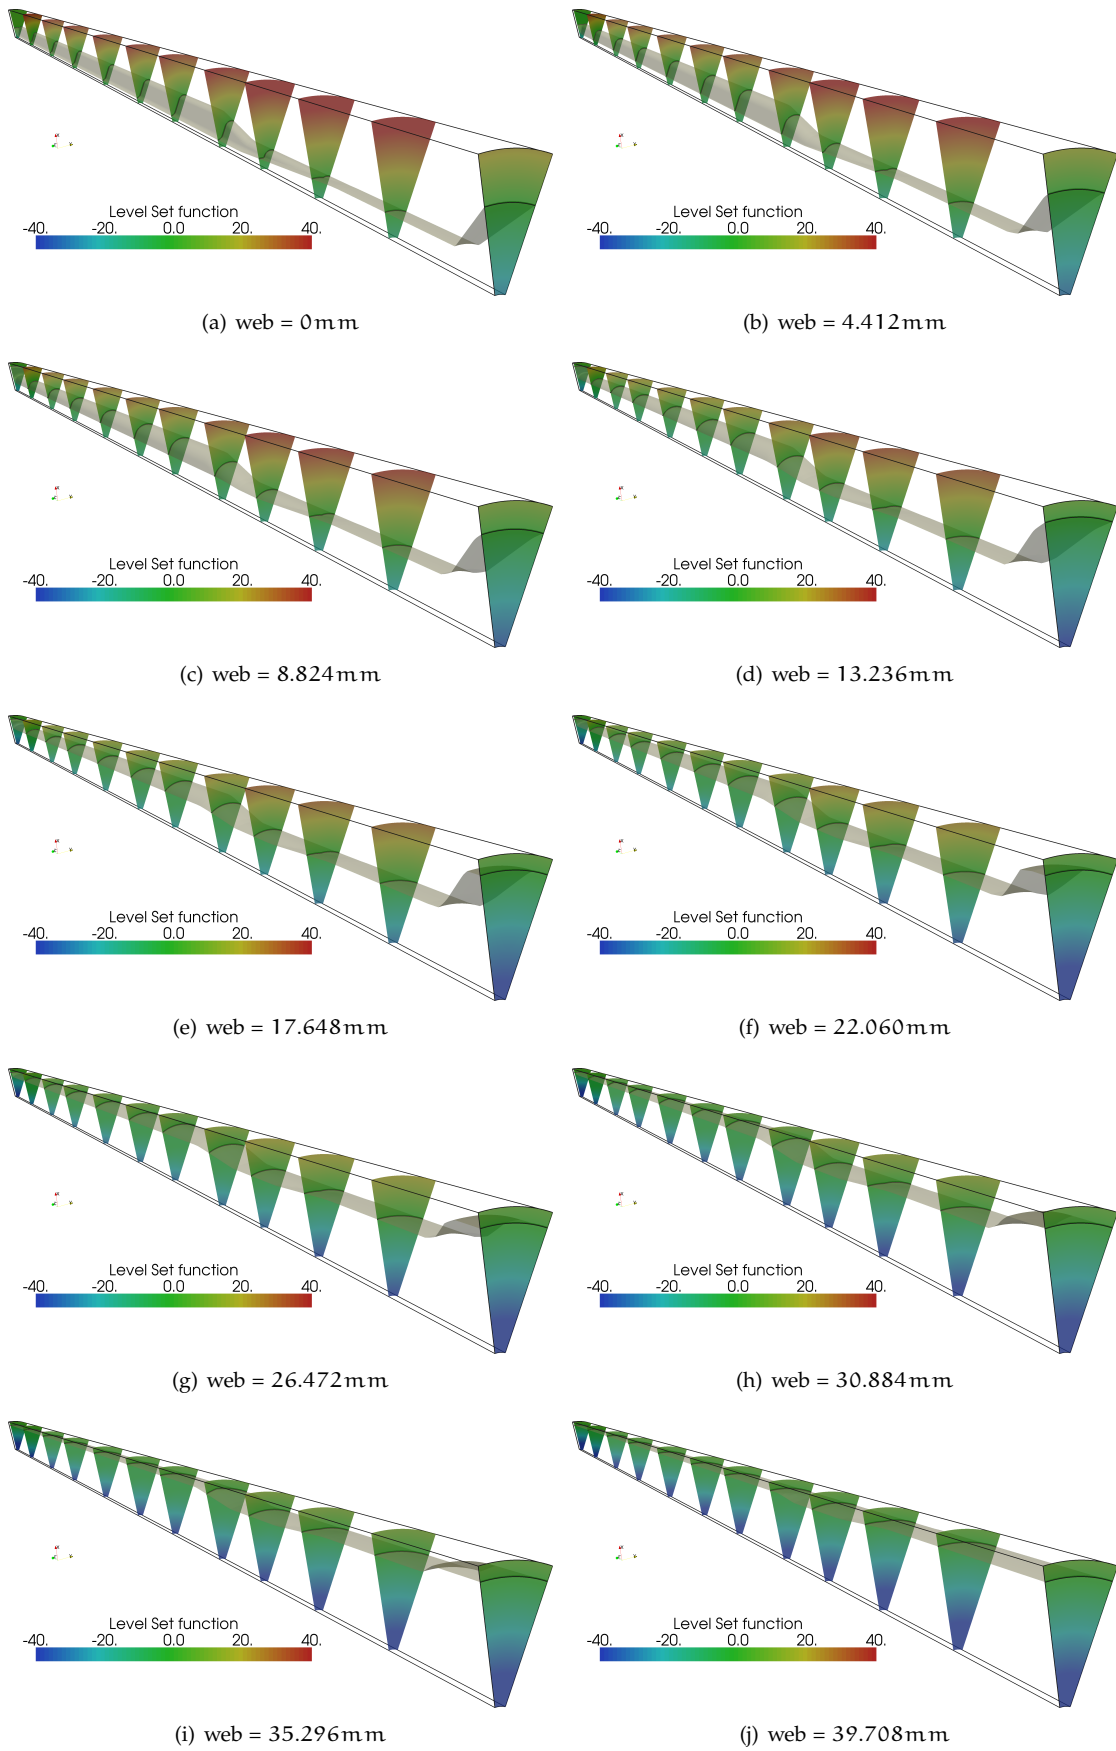 Level Set function
-40. -20. 0.0 20. 40.
(a) web = 0mm
Level Set function
-40. -20. 0.0 20. 40.
(b) web = 4.412mm
Level Set function
-40. -20. 0.0 20. 40.
(c) web = 8.824mm
Level Set function
-40. -20. 0.0 20. 40.
(d) web = 13.236mm
Level Set function
-40. -20. 0.0 20. 40.
(e) web = 17.648mm
Level Set function
-40. -20. 0.0 20. 40.
(f) web = 22.060mm
Level Set function
-40. -20. 0.0 20. 40.
(g) web = 26.472mm
Level Set function
-40. -20. 0.0 20. 40.
(h) web = 30.884mm
Level Set function
-40. -20. 0.0 20. 40.
(i) web = 35.296mm
Level Set function
-40. -20. 0.0 20. 40.
(j) web = 39.708mm